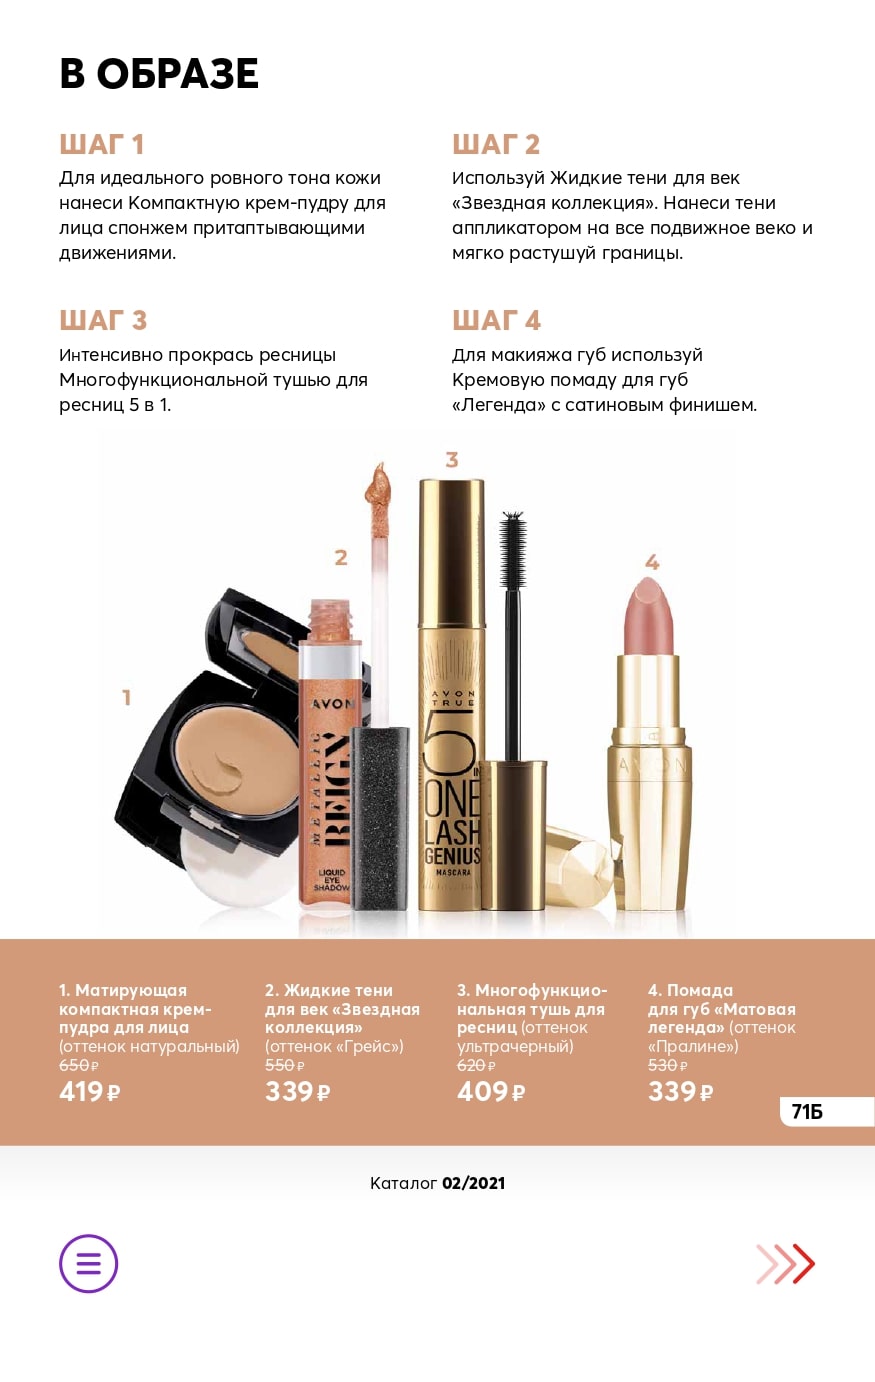 В ОБРАЗЕ
ШАГ 1
Для идеального ровного тона кожи
нанеси Компактную крем-пудру для
лица спонжем притаптывающими
движениями.
ШАГ 2
Используй Жидкие тени для век
«Звездная коллекция». Нанеси тени
аппликатором на все подвижное веко и
мягко растушуй границы.
ШАГ 3
Интенсивно прокрась ресницы
Многофункциональной тушью для
ресниц 5 в 1.
ШАГ 4
Для макияжа губ используй
Кремовую помаду для губ
«Легенда» с сатиновым финишем.
1
2
3
4
AVON
METALLIC
REIGN
LIQUID
EYE
SHADOW
AVON
TRUE
5
IN
ONE
LASH
GENIUS
MASCARA
AVON
1. Матирующая
компактная крем-
пудра для лица
(оттенок натуральный)
650 ₽
419 ₽
2. Жидкие тени
для век «Звездная
коллекция»
(оттенок «Грейс»)
550 ₽
339 ₽
3. Многофункцио-
нальная тушь для
ресниц (оттенок
ультрачерный)
620 ₽
409 ₽
4. Помада
для губ «Матовая
легенда» (оттенок
«Пралине»)
530 ₽
339 ₽
71Б
Каталог 02/2021